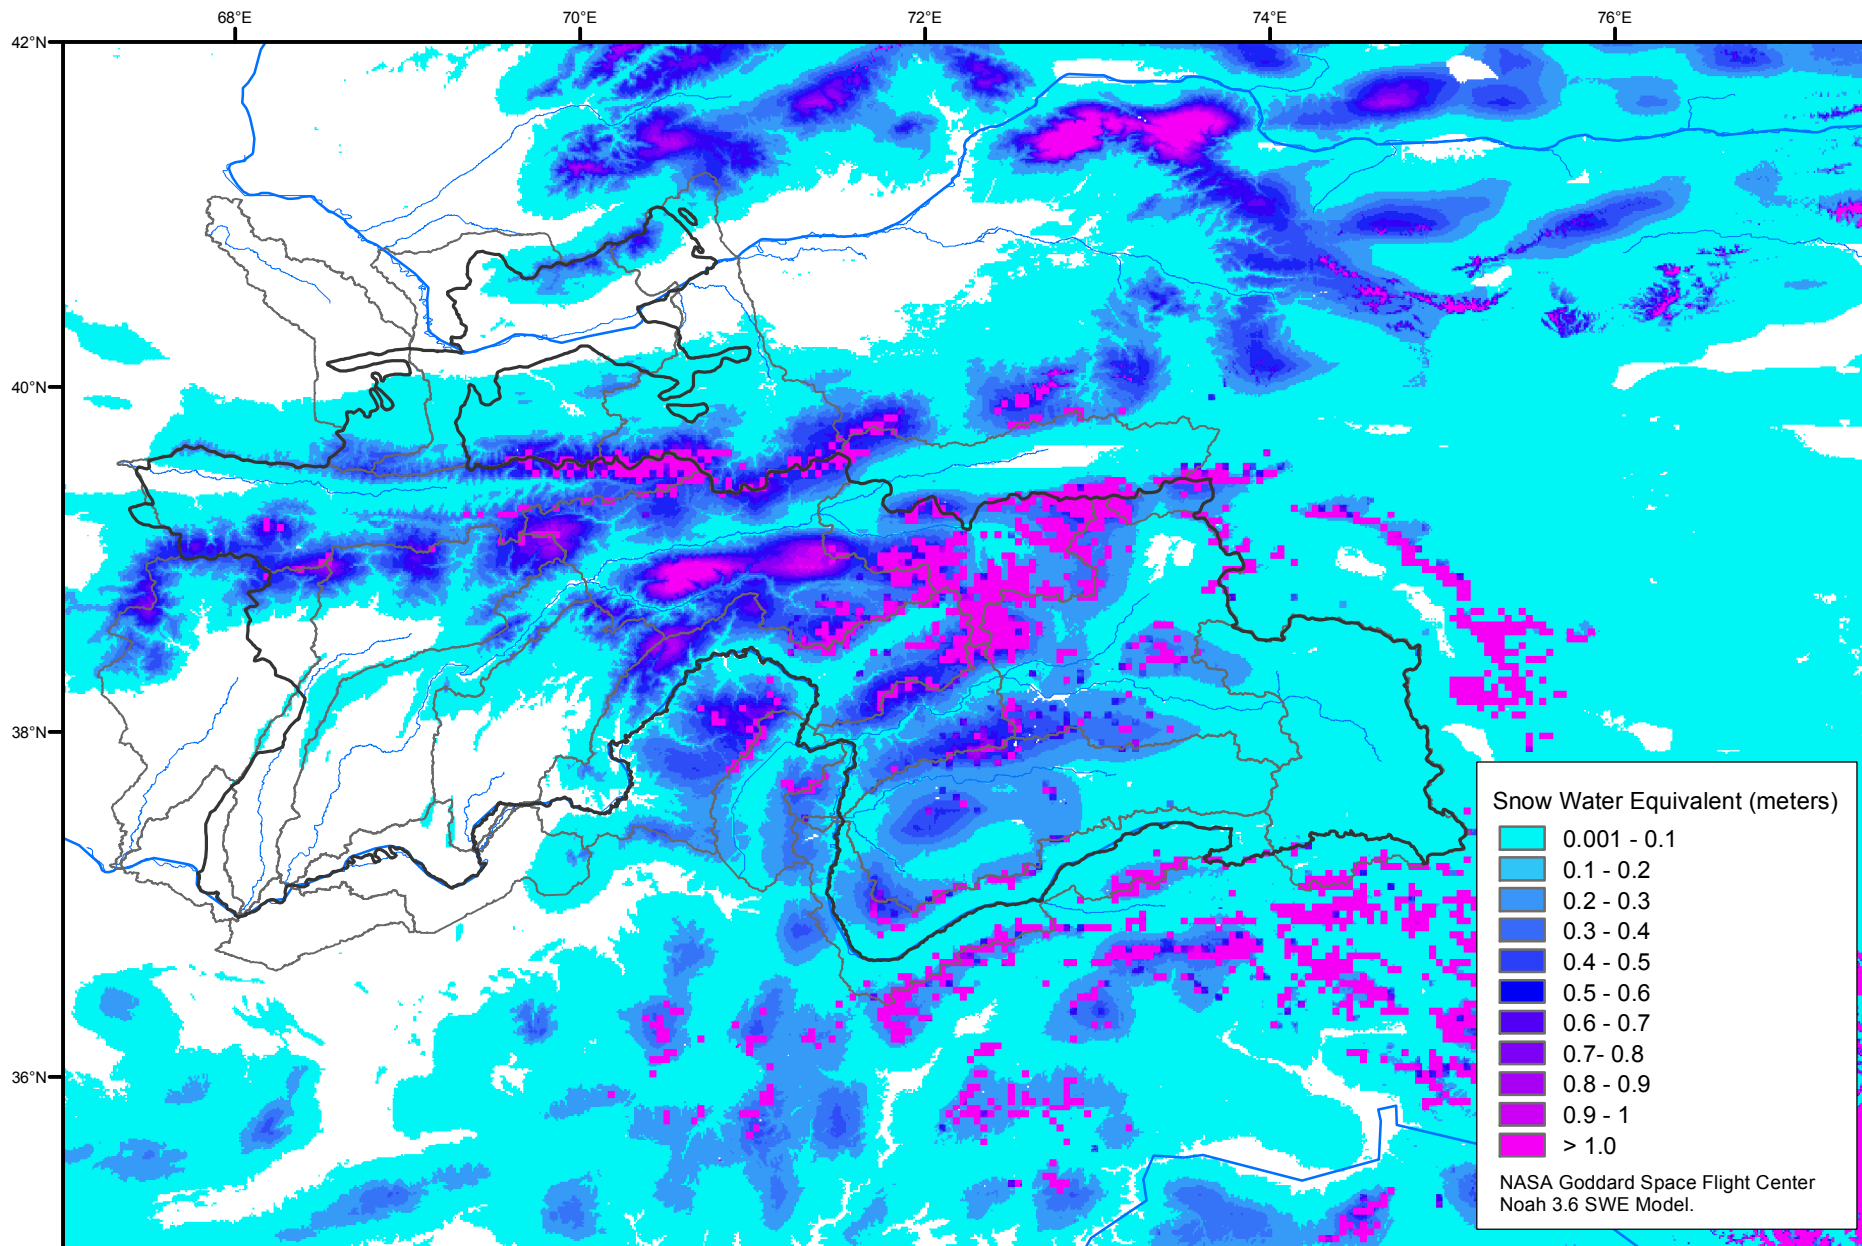 68°E
70°E
72°E
74°E
76°E
42°N
40°N
38°N
36°N
Snow Water Equivalent (meters)
0.001 - 0.1
0.1 - 0.2
0.2 - 0.3
0.3 - 0.4
0.4 - 0.5
0.5 - 0.6
0.6 - 0.7
0.7- 0.8
0.8 - 0.9
0.9 - 1
> 1.0
NASA Goddard Space Flight Center
Noah 3.6 SWE Model.